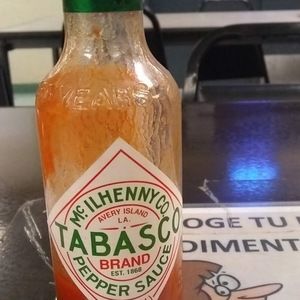 YEARS
McILHENNY CO.
AVERY ISLAND
LA.
TABASCO
BRAND
EST. 1868
PEPPER SAUCE
OGE TU
DIMENT